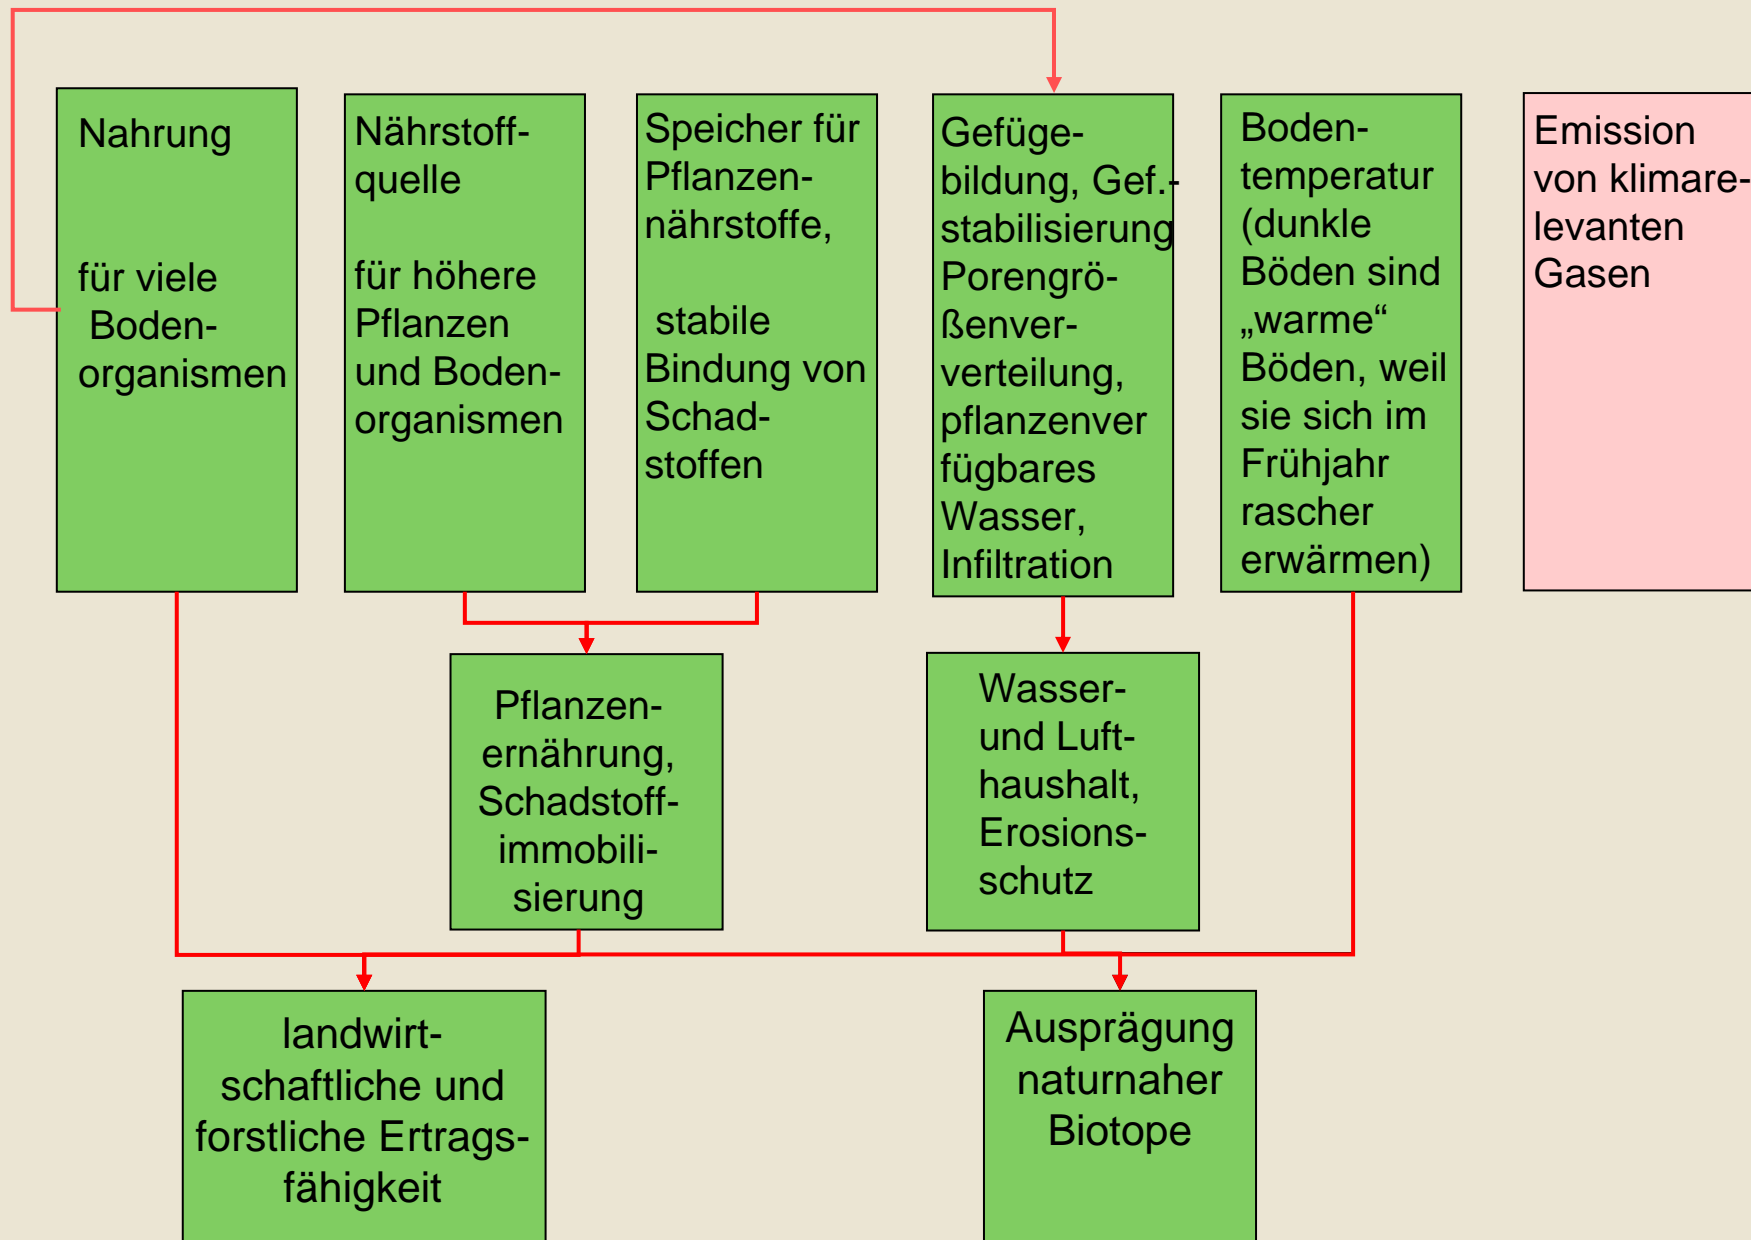 Nahrung
für viele
Boden-
organismen
Nährstoff-
quelle
für höhere
Pflanzen
und Boden-
organismen
Speicher für
Pflanzen-
nährstoffe,
stabile
Bindung von
Schad-
stoffen
Gefüge-
bildung, Gef.-
stabilisierung
Porengrö-
ßenver-
verteilung,
pflanzenver
fügbares
Wasser,
Infiltration
Boden-
temperatur
(dunkle
Böden sind
„warme“
Böden, weil
sie sich im
Frühjahr
rascher
erwärmen)
Emission
von klimare-
levanten
Gasen
Pflanzen-
ernährung,
Schadstoff-
immobili-
sierung
Wasser-
und Luft-
haushalt,
Erosions-
schutz
landwirt-
schaftliche und
forstliche Ertrags-
fähigkeit
Ausprägung
naturnaher
Biotope